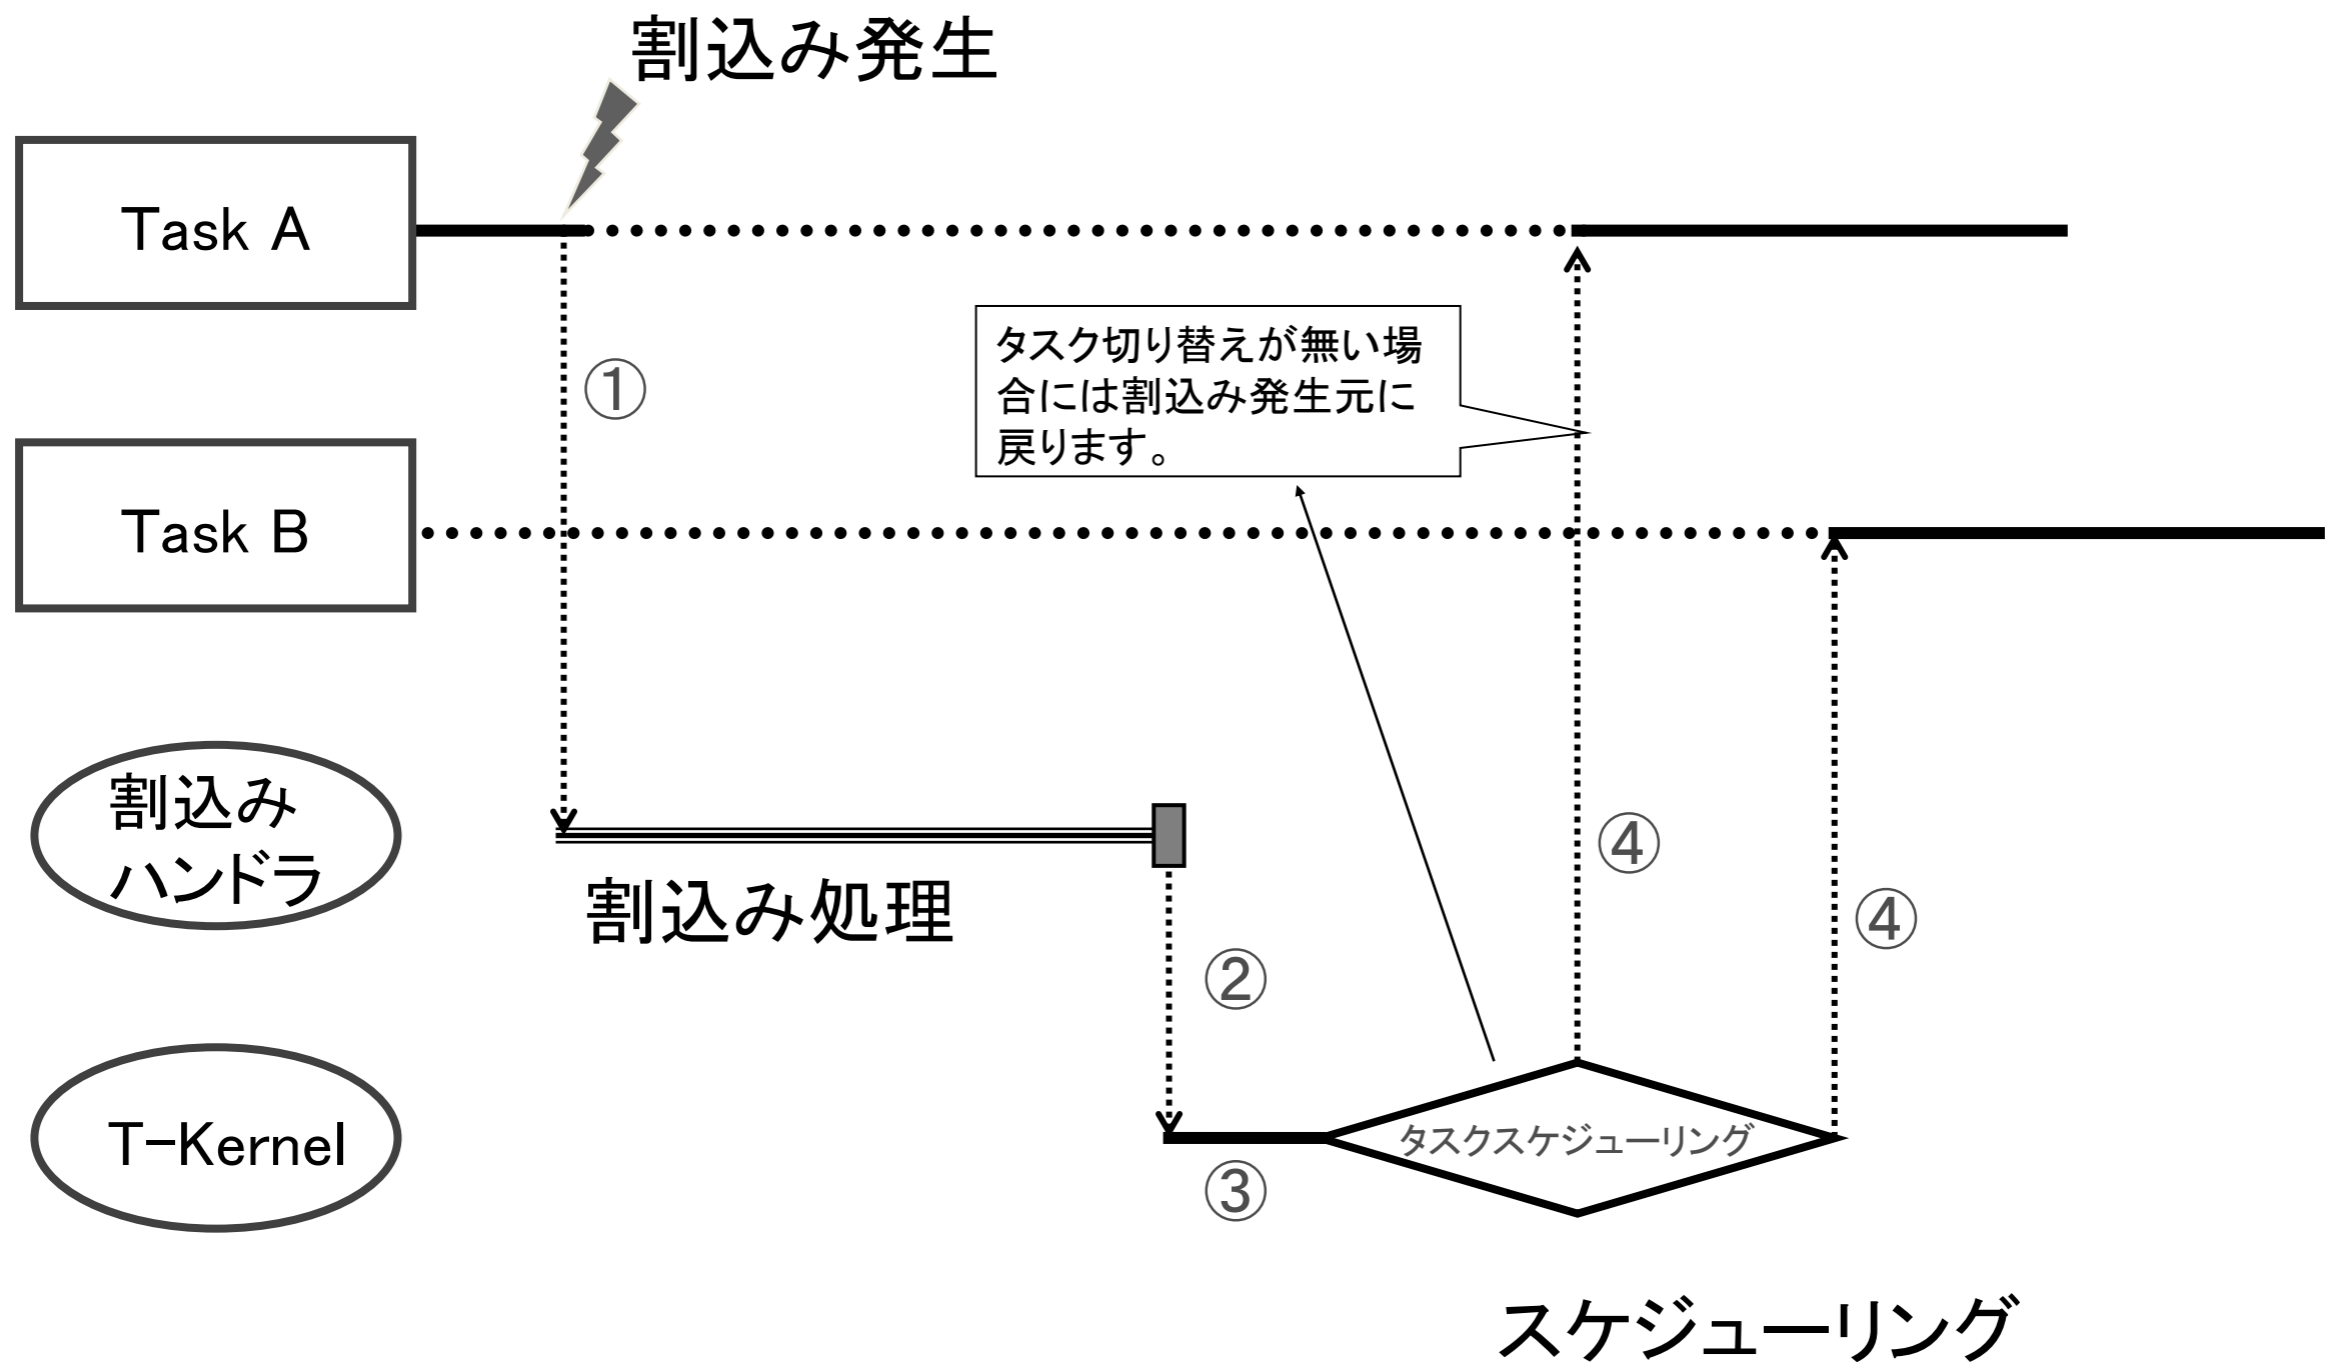 割込み発生
Task A
①
タスク切り替えが無い場
合には割込み発生元に
戻ります。
Task B
割込み
ハンドラ
割込み処理
④
④
②
T-Kernel
タスクスケジューリング
③
スケジューリング